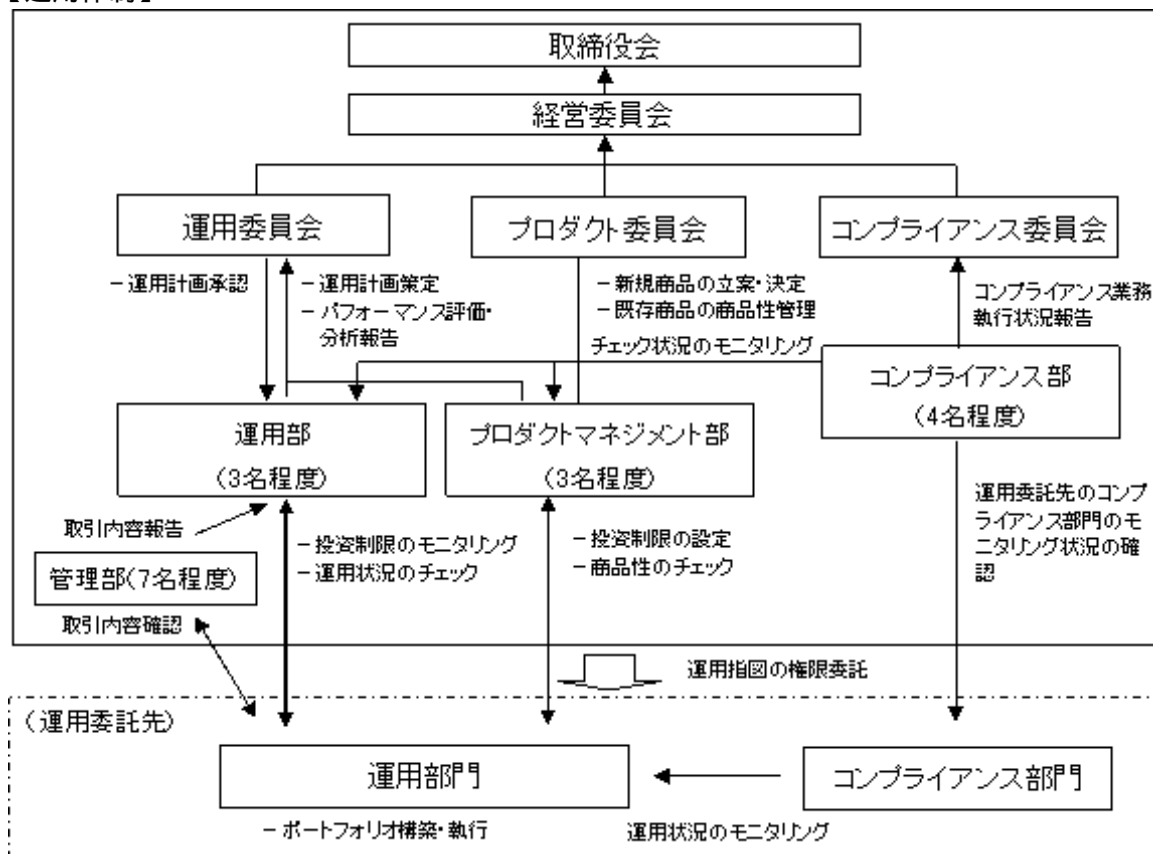 取締役会
経営委員会
運用委員会
プロダクト委員会
コンプライアンス委員会
－運用計画承認
－運用計画策定
－パフォーマンス評価・
分析報告
－新規商品の立案・決定
－既存商品の商品性管理
コンプライアンス業務
執行状況報告
チェック状況のモニタリング
運用部
(3名程度)
プロダクトマネジメント部
(3名程度)
コンプライアンス部
(4名程度)
取引内容報告
管理部(7名程度)
取引内容確認
－投資制限のモニタリング
－運用状況のチェック
－投資制限の設定
－商品性のチェック
運用委託先のコンプ
ライアンス部門のモ
ニタリング状況の確
認
運用指図の権限委託
(運用委託先)
運用部門
コンプライアンス部門
－ポートフォリオ構築・執行
運用状況のモニタリング